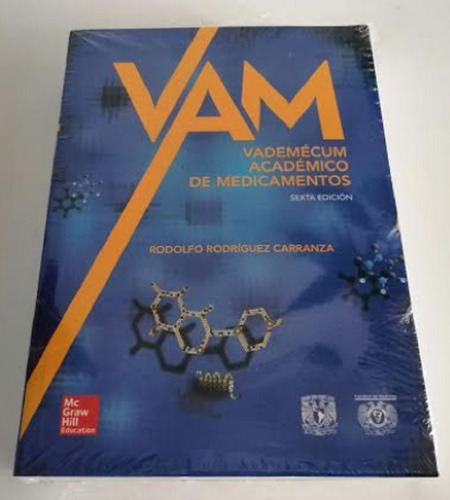 VAM
VADEMÉCUM
ACADÉMICO
DE MEDICAMENTOS
SEXTA EDICIÓN
RODOLFO RODRÍGUEZ CARRANZA
Mc
Graw
Hill
Education